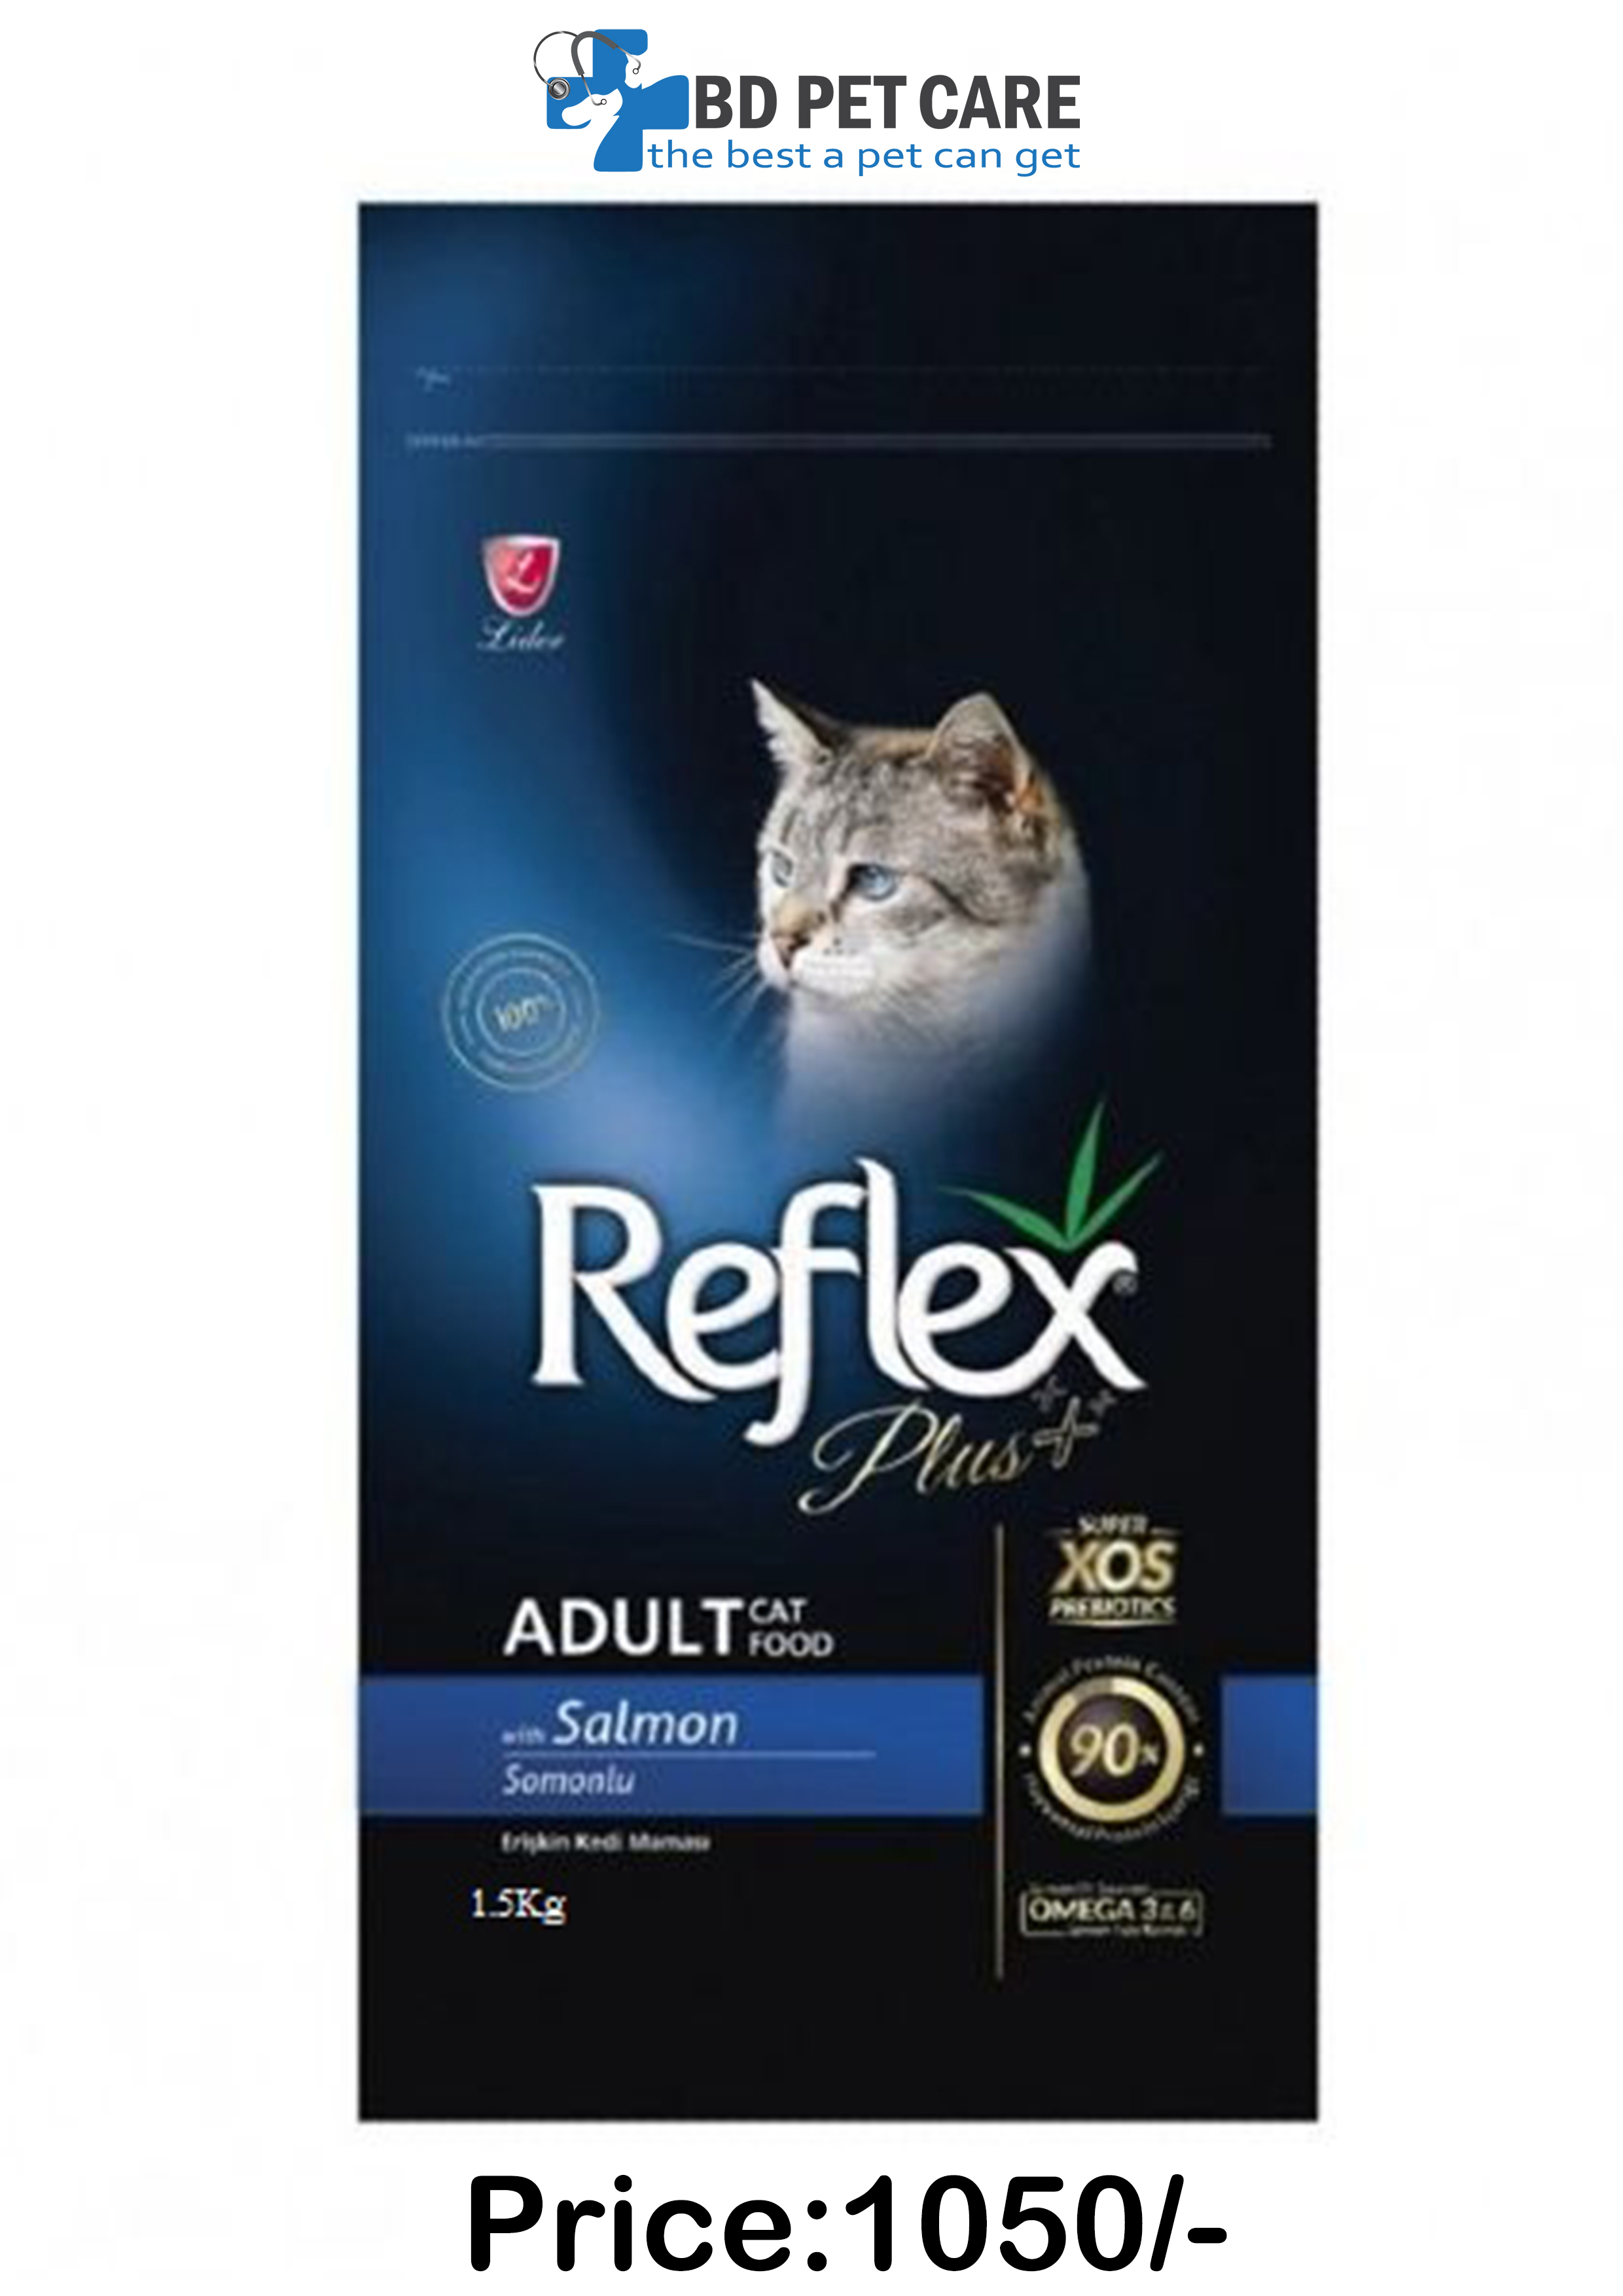 BD PET CARE
the best a pet can get
Lider
100%
Reflex®
Plus+
SUPER
XOS
PREBIOTICS
ADULT CAT FOOD
with Salmon
Somonlu
Erişkin Kedi Maması
1.5Kg
90%
OMEGA 3 & 6
Price:1050/-